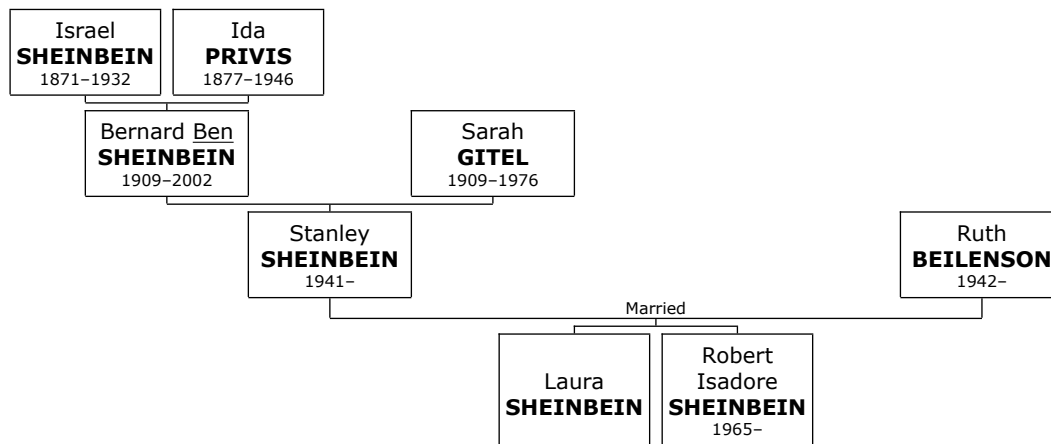 Israel
SHEINBEIN
1871–1932
Ida
PRIVIS
1877–1946
Bernard Ben
SHEINBEIN
1909–2002
Sarah
GITEL
1909–1976
Stanley
SHEINBEIN
1941–
Ruth
BEILENSON
1942–
Married
Laura
SHEINBEIN
Robert
Isadore
SHEINBEIN
1965–